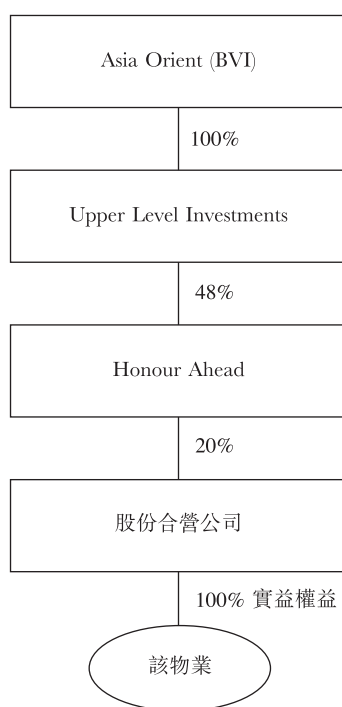 Asia Orient (BVI)
100%
Upper Level Investments
48%
Honour Ahead
20%
股份合營公司
100% 實益權益
該物業